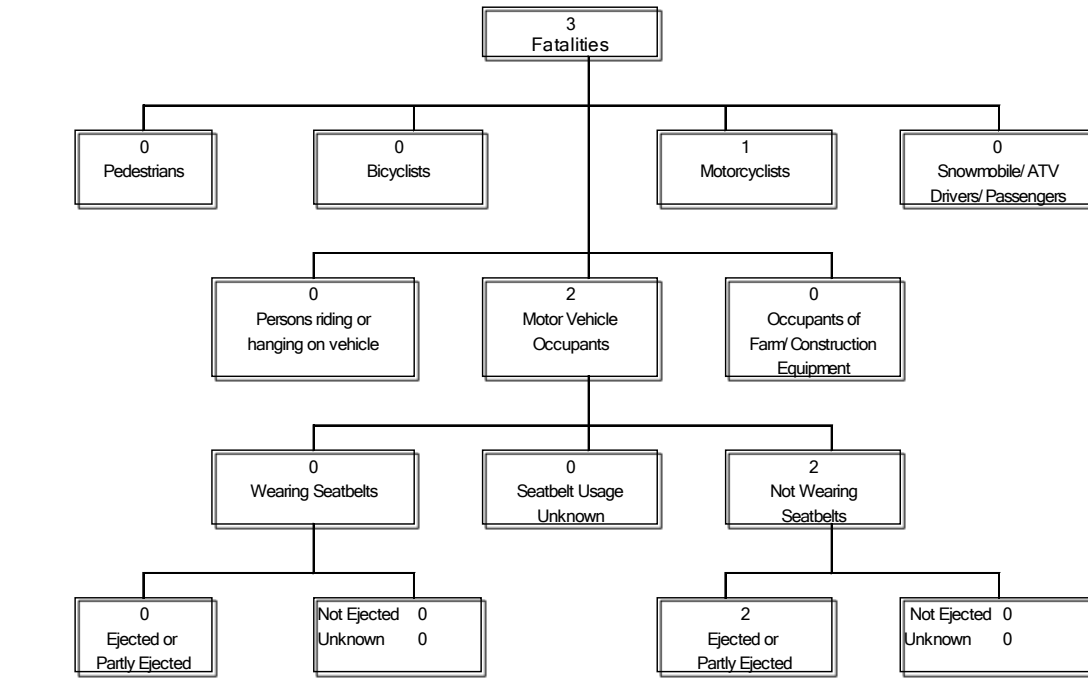 3
Fatalities
0
Pedestrians
0
Bicyclists
1
Motorcyclists
0
Snowmobile/ ATV
Drivers/ Passengers
0
Persons riding or
hanging on vehicle
2
Motor Vehicle
Occupants
0
Occupants of
Farm/ Construction
Equipment
0
Wearing Seatbelts
0
Seatbelt Usage
Unknown
2
Not Wearing
Seatbelts
0
Ejected or
Partly Ejected
Not Ejected 0
Unknown 0
2
Ejected or
Partly Ejected
Not Ejected 0
Unknown 0